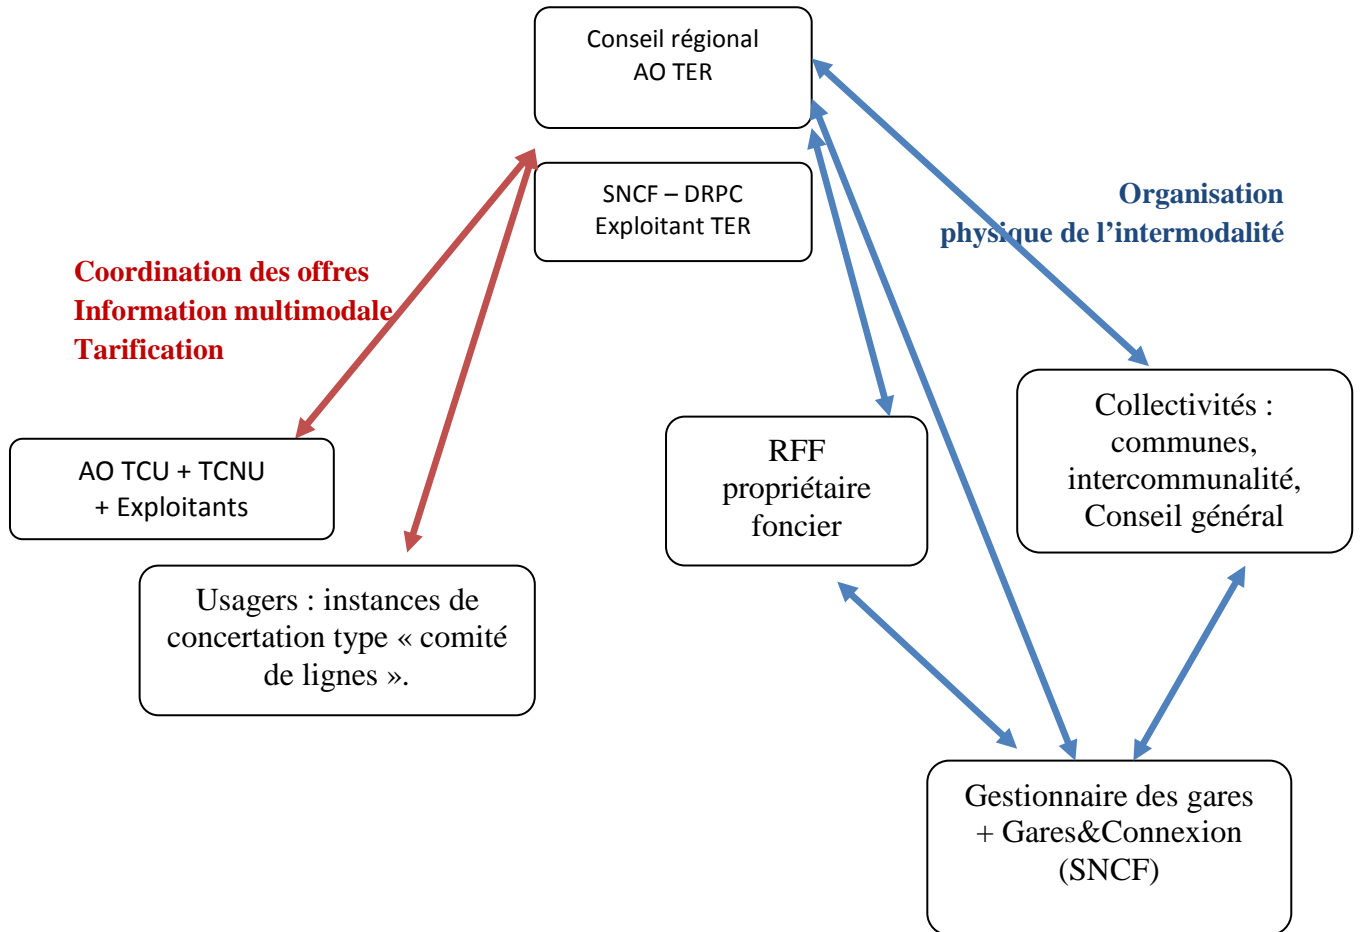 Conseil régional
AO TER
SNCF – DRPC
Exploitant TER
Organisation
physique de l’intermodalité
Coordination des offres
Information multimodale
Tarification
AO TCU + TCNU
+ Exploitants
Usagers : instances de
concertation type « comité
de lignes ».
RFF
propriétaire
foncier
Collectivités :
communes,
intercommunalité,
Conseil général
Gestionnaire des gares
+ Gares&Connexion
(SNCF)